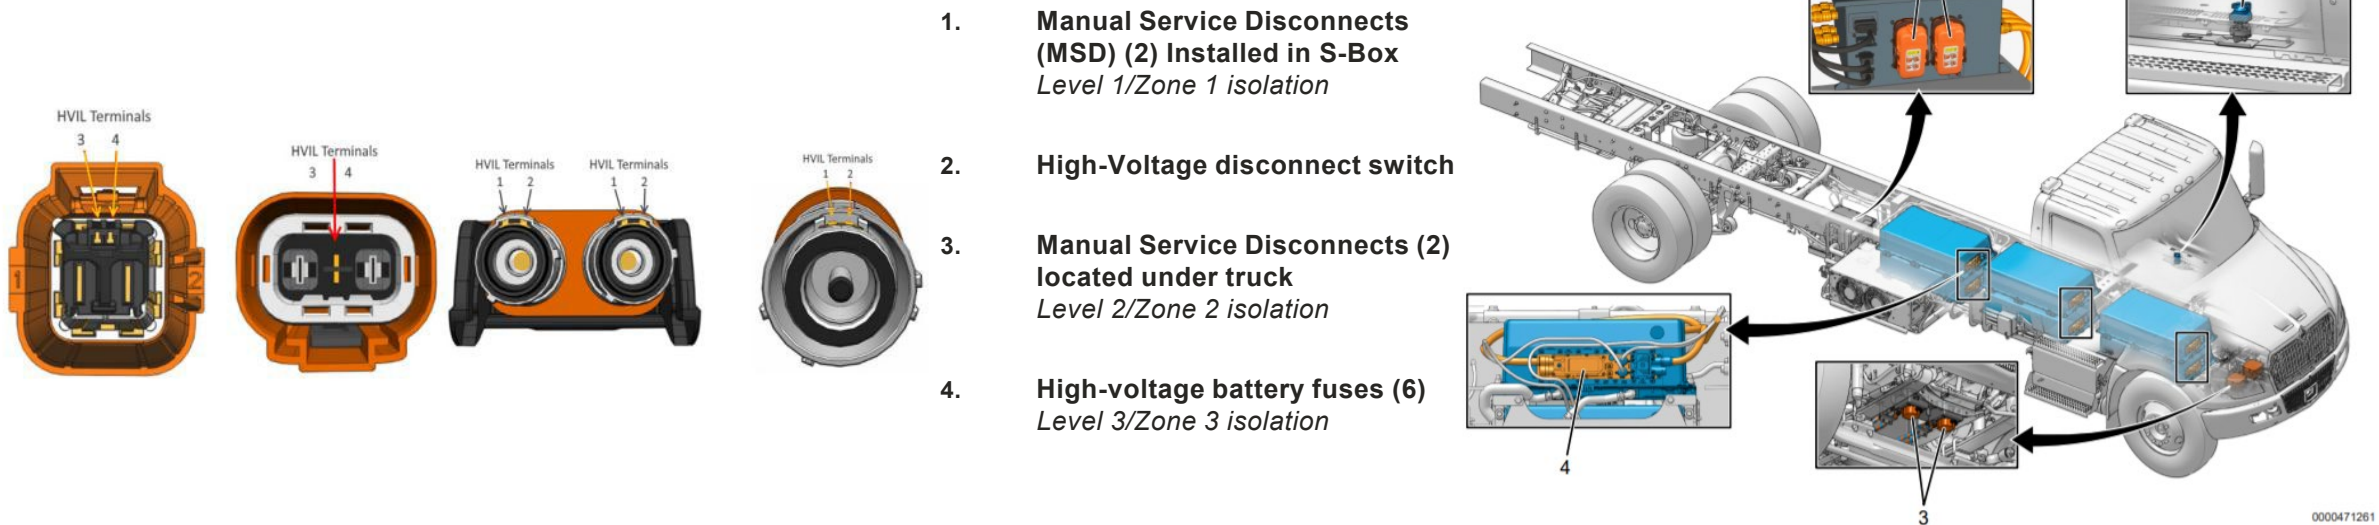 HVIL Terminals
3 4
HVIL Terminals
3 4
HVIL Terminals
1 2
HVIL Terminals
1 2
HVIL Terminals
1 2
1. Manual Service Disconnects
(MSD) (2) Installed in S-Box
Level 1/Zone 1 isolation
2. High-Voltage disconnect switch
3. Manual Service Disconnects (2)
located under truck
Level 2/Zone 2 isolation
4. High-voltage battery fuses (6)
Level 3/Zone 3 isolation
4
3
0000471261